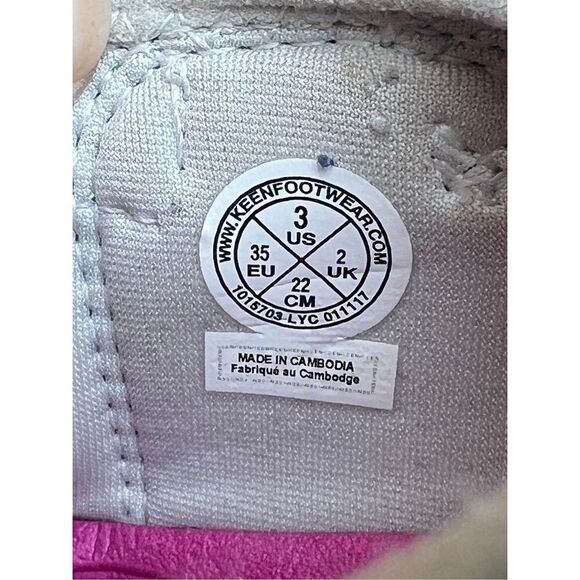 WWW.KEENFOOTWEAR.COM
3
US
35
EU
2
UK
22
CM
1015703 LYC 011117
MADE IN CAMBODIA
Fabriqué au Cambodge